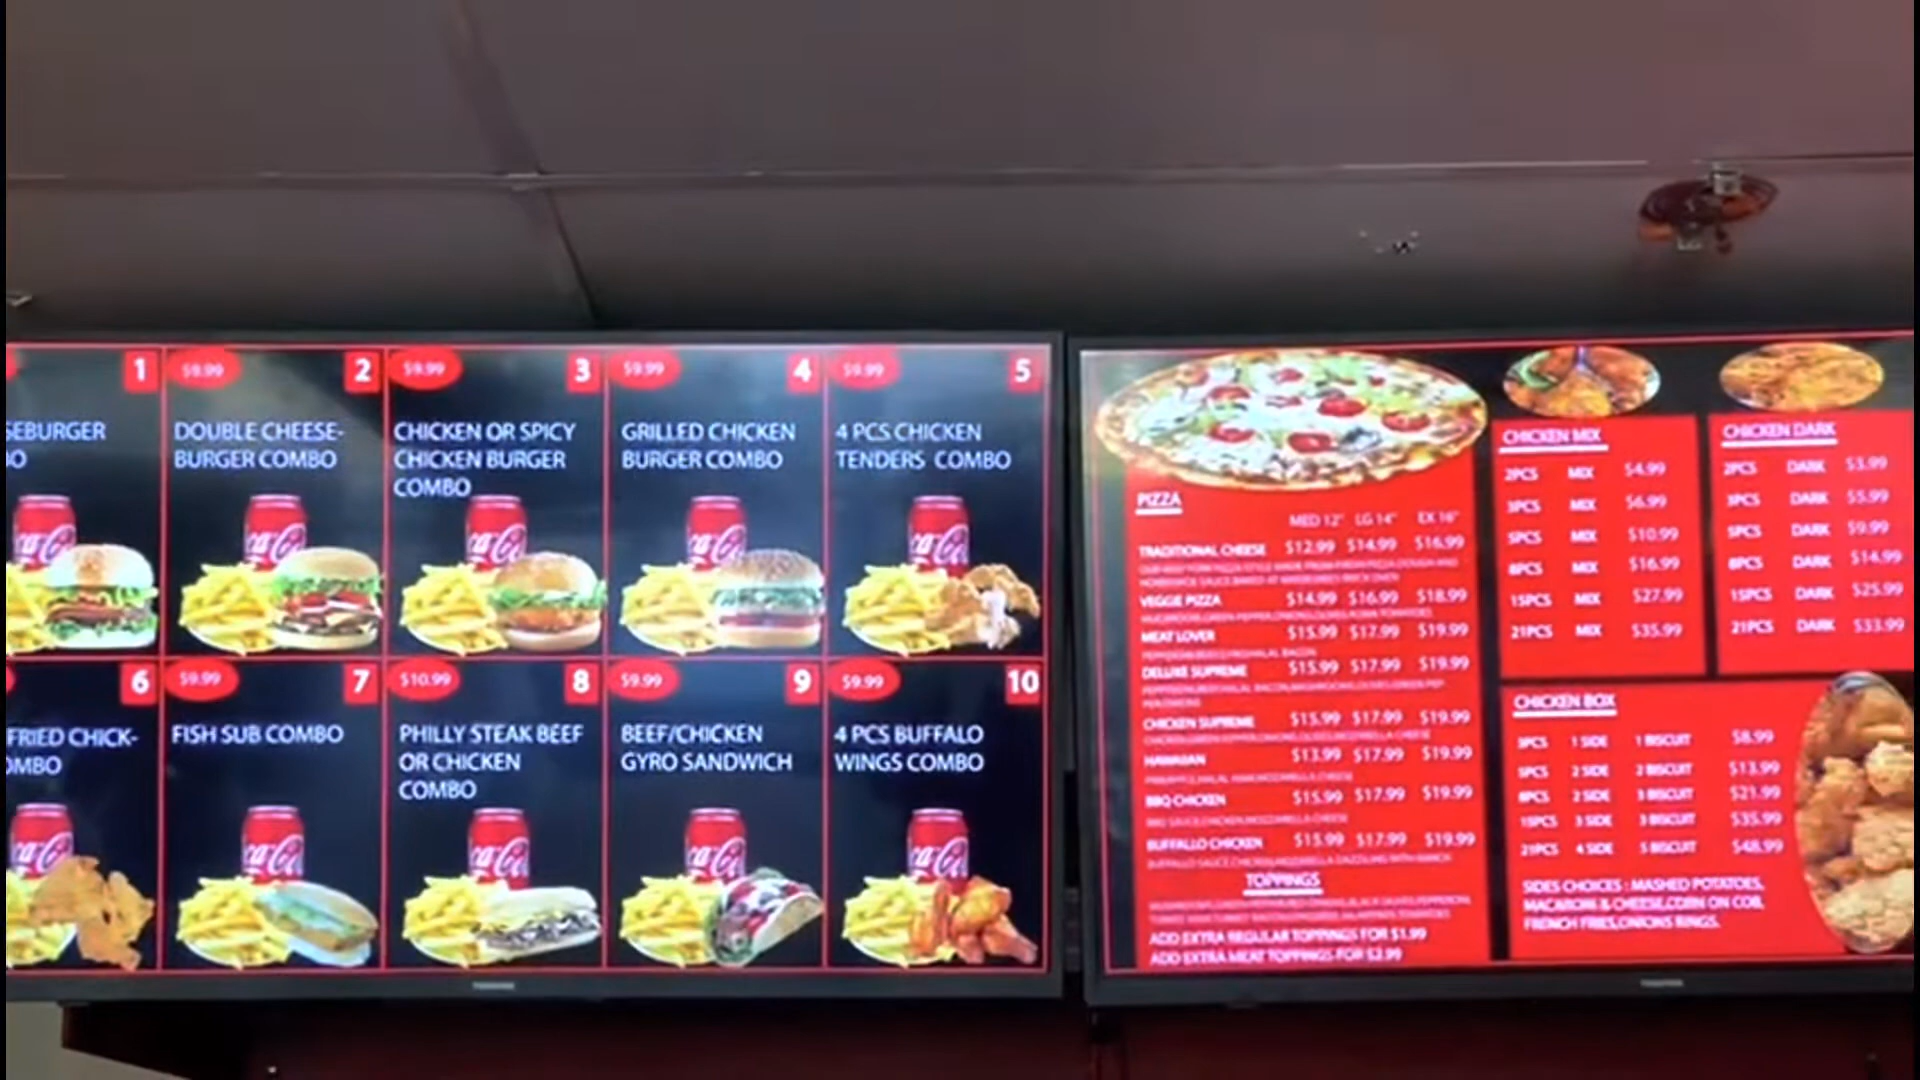 1
SEBURGER
BO
$9.99 2
DOUBLE CHEESE-
BURGER COMBO
$9.99 3
CHICKEN OR SPICY
CHICKEN BURGER
COMBO
$9.99 4
GRILLED CHICKEN
BURGER COMBO
$9.99 5
4 PCS CHICKEN
TENDERS COMBO
6
FRIED CHICK-
OMBO
$9.99 7
FISH SUB COMBO
$10.99 8
PHILLY STEAK BEEF
OR CHICKEN
COMBO
$9.99 9
BEEF/CHICKEN
GYRO SANDWICH
$9.99 10
4 PCS BUFFALO
WINGS COMBO
PIZZA
MED 12" LG 14" EX 16"
TRADITIONAL CHEESE $12.99 $14.99 $16.99
VEGGIE PIZZA $14.99 $16.99 $18.99
MEAT LOVER $15.99 $17.99 $19.99
DELUXE SUPREME $15.99 $17.99 $19.99
CHICKEN SUPREME $15.99 $17.99 $19.99
HAWAIIAN $13.99 $17.99 $19.99
BBQ CHICKEN $15.99 $17.99 $19.99
BUFFALLO CHICKEN $15.99 $17.99 $19.99
TOPPINGS
ADD EXTRA REGULAR TOPPINGS FOR $1.99
ADD EXTRA MEAT TOPPINGS FOR $2.99
CHICKEN MIX
2PCS MIX $4.99
3PCS MIX $6.99
5PCS MIX $10.99
8PCS MIX $16.99
15PCS MIX $27.99
21PCS MIX $35.99
CHICKEN DARK
2PCS DARK $3.99
3PCS DARK $5.99
5PCS DARK $9.99
8PCS DARK $14.99
15PCS DARK $25.99
21PCS DARK $33.99
CHICKEN BOX
3PCS 1 SIDE 1 BISCUIT $8.99
5PCS 2 SIDE 2 BISCUIT $13.99
8PCS 2 SIDE 3 BISCUIT $21.99
15PCS 3 SIDE 3 BISCUIT $35.99
21PCS 4 SIDE 5 BISCUIT $48.99
SIDES CHOICES : MASHED POTATOES,
MACARONI & CHEESE,CORN ON COB,
FRENCH FRIES,ONIONS RINGS.